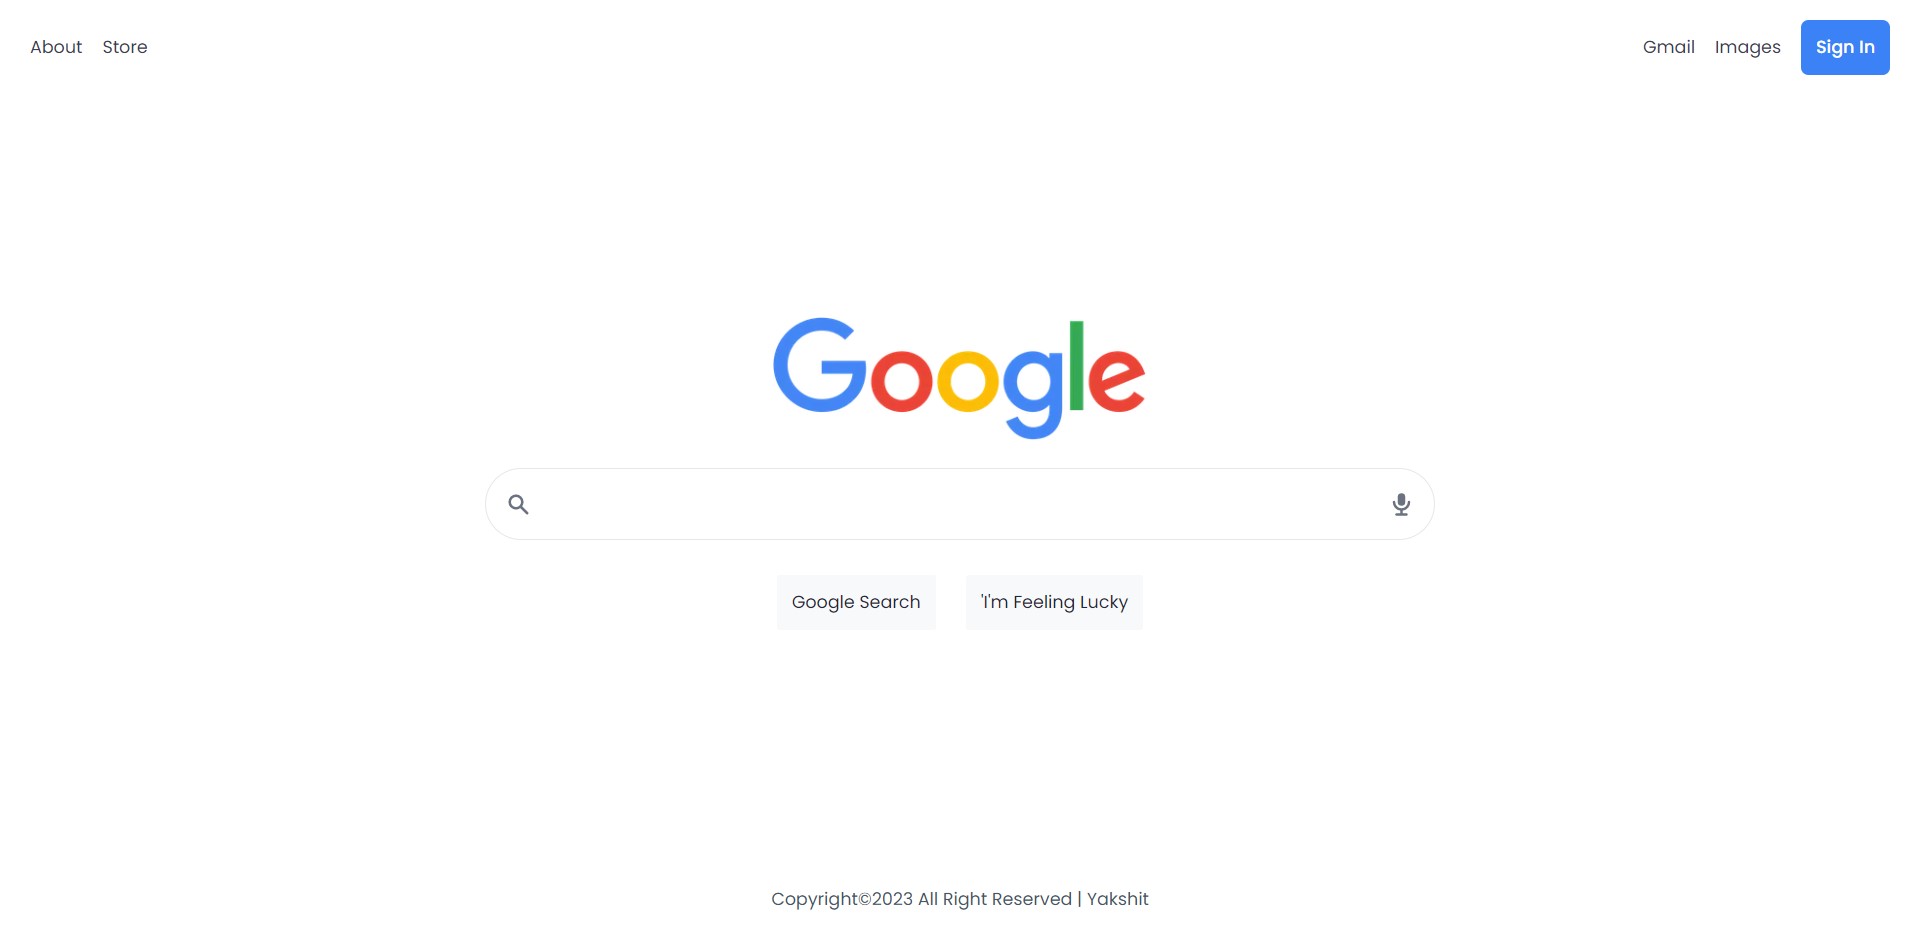 About Store Gmail Images Sign In
Google
Google Search 'I'm Feeling Lucky
Copyright©2023 All Right Reserved | Yakshit